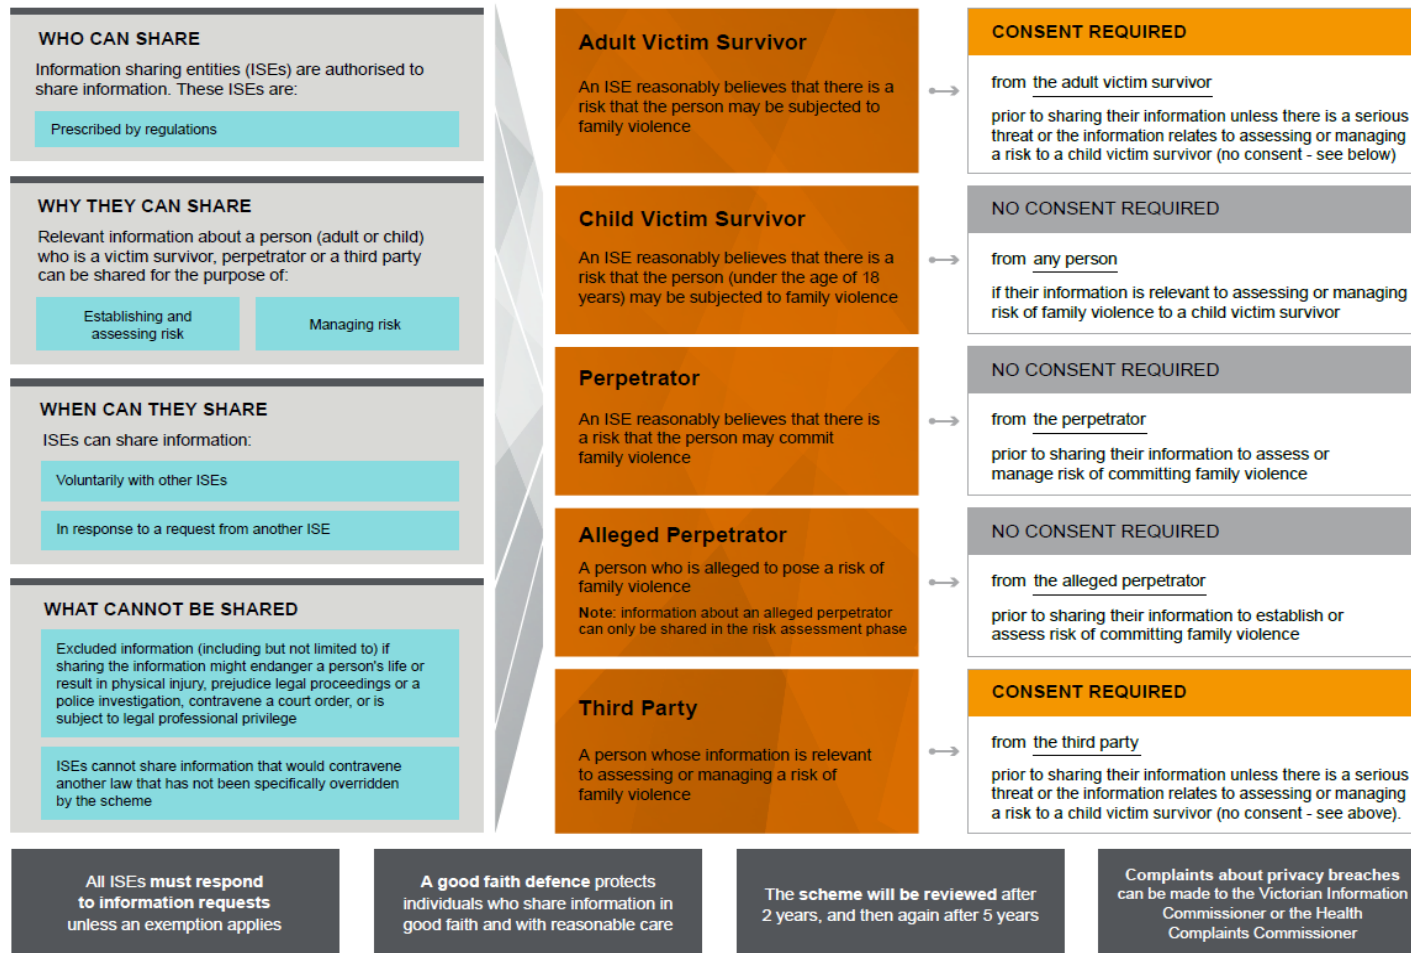 WHO CAN SHARE
Information sharing entities (ISEs) are authorised to
share information. These ISEs are:
Prescribed by regulations
WHY THEY CAN SHARE
Relevant information about a person (adult or child)
who is a victim survivor, perpetrator or a third party
can be shared for the purpose of:
Establishing and
assessing risk
Managing risk
WHEN CAN THEY SHARE
ISEs can share information:
Voluntarily with other ISEs
In response to a request from another ISE
WHAT CANNOT BE SHARED
Excluded information (including but not limited to) if
sharing the information might endanger a person's life or
result in physical injury, prejudice legal proceedings or a
police investigation, contravene a court order, or is
subject to legal professional privilege
ISEs cannot share information that would contravene
another law that has not been specifically overridden
by the scheme
Adult Victim Survivor
An ISE reasonably believes that there is a
risk that the person may be subjected to
family violence
CONSENT REQUIRED
from the adult victim survivor
prior to sharing their information unless there is a serious
threat or the information relates to assessing or managing
a risk to a child victim survivor (no consent - see below)
Child Victim Survivor
An ISE reasonably believes that there is a
risk that the person (under the age of 18
years) may be subjected to family violence
NO CONSENT REQUIRED
from any person
if their information is relevant to assessing or managing
risk of family violence to a child victim survivor
Perpetrator
An ISE reasonably believes that there is
a risk that the person may commit
family violence
NO CONSENT REQUIRED
from the perpetrator
prior to sharing their information to assess or
manage risk of committing family violence
Alleged Perpetrator
A person who is alleged to pose a risk of
family violence
Note: information about an alleged perpetrator
can only be shared in the risk assessment phase
NO CONSENT REQUIRED
from the alleged perpetrator
prior to sharing their information to establish or
assess risk of committing family violence
Third Party
A person whose information is relevant
to assessing or managing a risk of
family violence
CONSENT REQUIRED
from the third party
prior to sharing their information unless there is a serious
threat or the information relates to assessing or managing
a risk to a child victim survivor (no consent - see above).
All ISEs must respond
to information requests
unless an exemption applies
A good faith defence protects
individuals who share information in
good faith and with reasonable care
The scheme will be reviewed after
2 years, and then again after 5 years
Complaints about privacy breaches
can be made to the Victorian Information
Commissioner or the Health
Complaints Commissioner